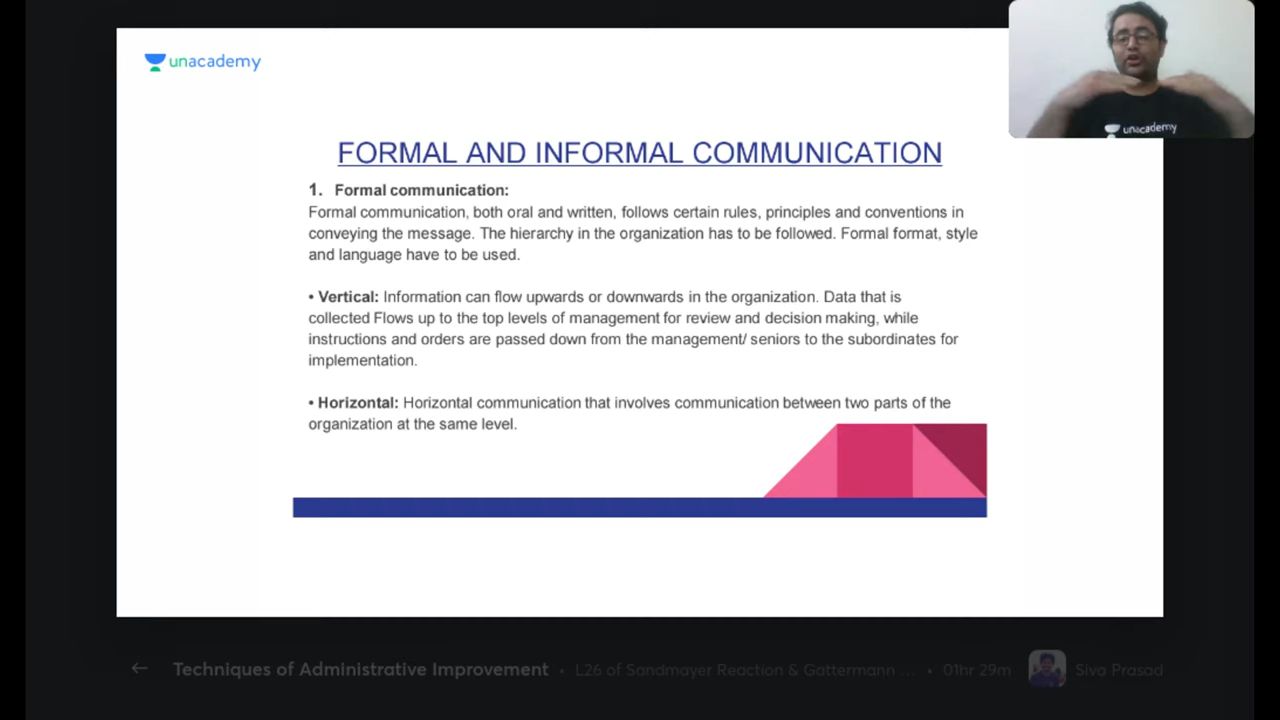 unacademy
unacademy
FORMAL AND INFORMAL COMMUNICATION
1. Formal communication:
Formal communication, both oral and written, follows certain rules, principles and conventions in
conveying the message. The hierarchy in the organization has to be followed. Formal format, style
and language have to be used.
• Vertical: Information can flow upwards or downwards in the organization. Data that is
collected Flows up to the top levels of management for review and decision making, while
instructions and orders are passed down from the management/ seniors to the subordinates for
implementation.
• Horizontal: Horizontal communication that involves communication between two parts of the
organization at the same level.
Techniques of Administrative Improvement • L26 of Sandmayer Reaction & Gattermann ... • 01hr 29m Siva Prasad